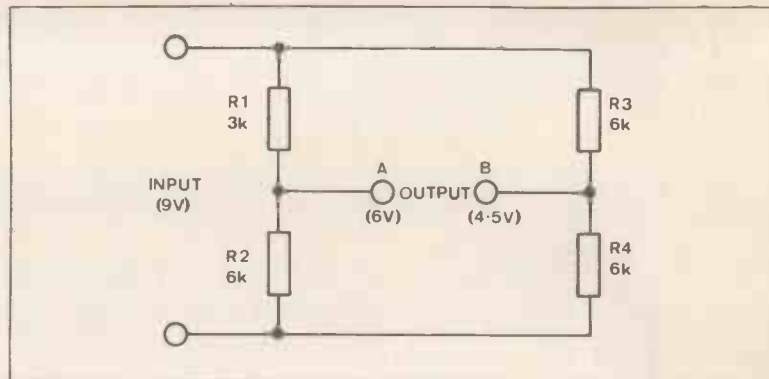 R1
3k
R3
6k
A
B
INPUT
(9V)
OUTPUT
(6V)
(4·5V)
R2
6k
R4
6k